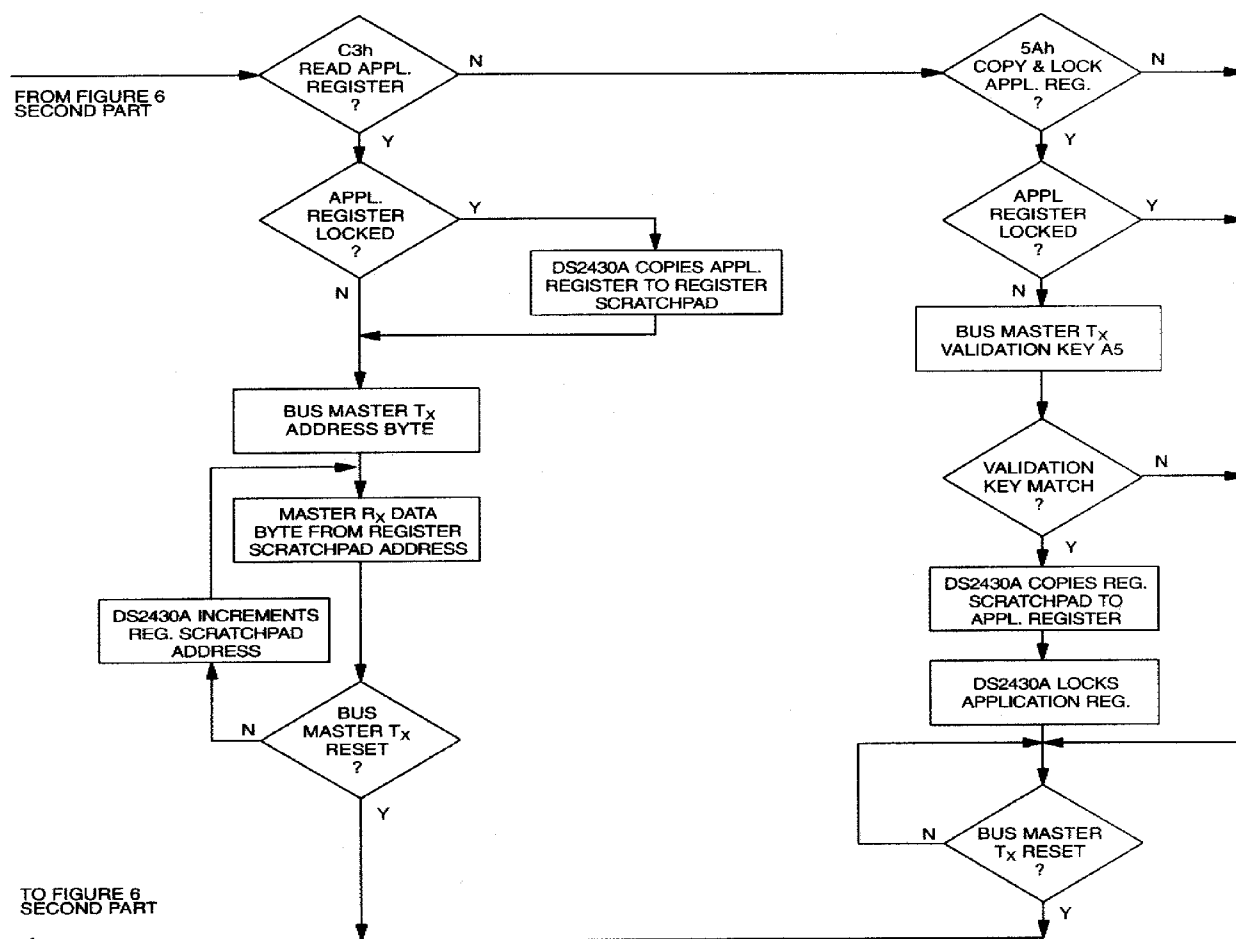 C3h
READ APPL.
REGISTER
?
N
Y
FROM FIGURE 6
SECOND PART
5Ah
COPY & LOCK
APPL. REG.
?
N
Y
APPL.
REGISTER
LOCKED
?
Y
N
DS2430A COPIES APPL.
REGISTER TO REGISTER
SCRATCHPAD
APPL
REGISTER
LOCKED
?
Y
N
BUS MASTER TX
ADDRESS BYTE
BUS MASTER TX
VALIDATION KEY A5
MASTER RX DATA
BYTE FROM REGISTER
SCRATCHPAD ADDRESS
VALIDATION
KEY MATCH
?
N
Y
DS2430A INCREMENTS
REG. SCRATCHPAD
ADDRESS
DS2430A COPIES REG.
SCRATCHPAD TO
APPL. REGISTER
DS2430A LOCKS
APPLICATION REG.
BUS
MASTER TX
RESET
?
N
Y
BUS MASTER
TX RESET
?
N
Y
TO FIGURE 6
SECOND PART